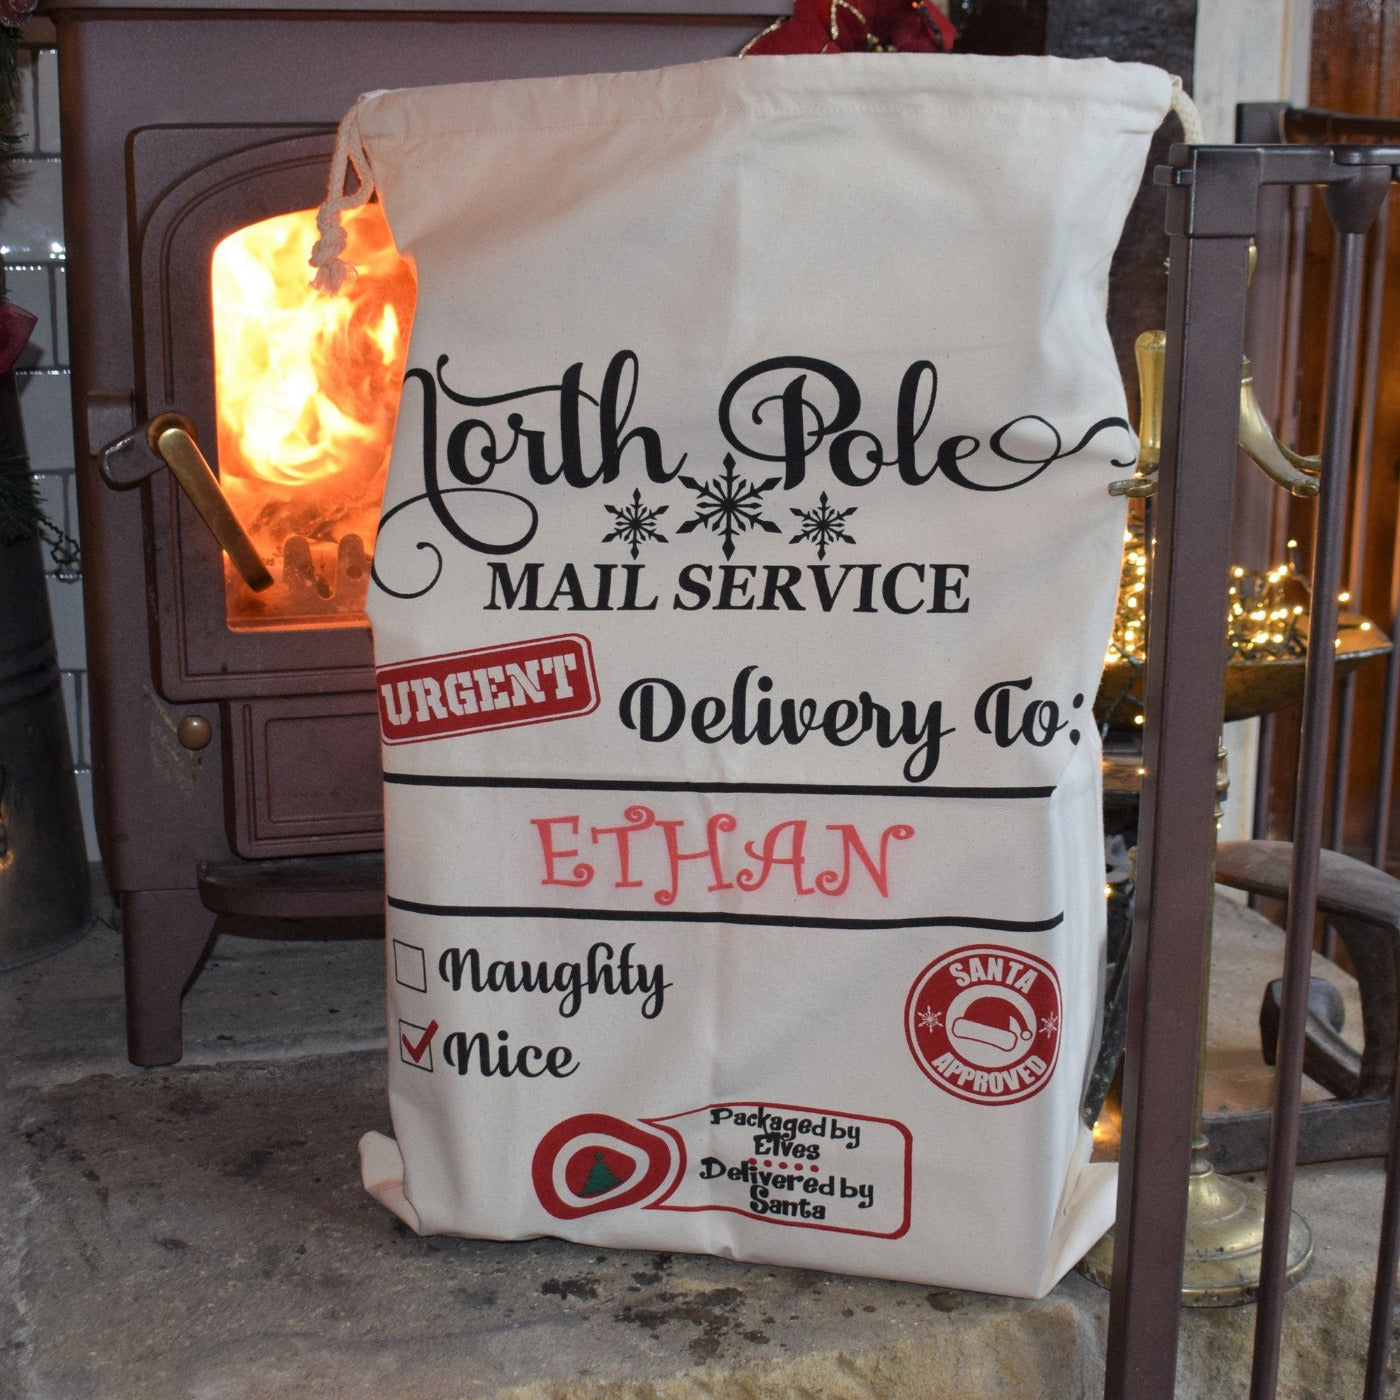 North Pole
MAIL SERVICE
URGENT Delivery To:
ETHAN
Naughty
Nice
SANTA
APPROVED
Packaged by
Elves
Delivered by
Santa